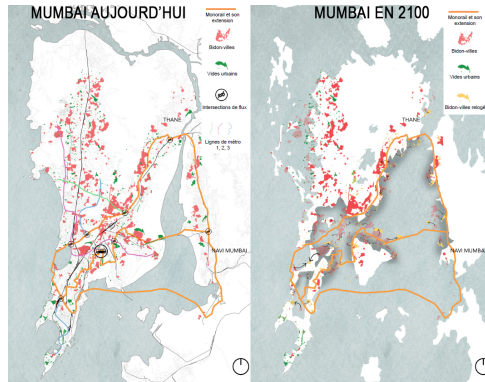 MUMBAI AUJOURD'HUI
Monorail et son
extension
Bidon-villes
Vides urbains
Intersections de flux
Lignes de métro
1, 2, 3
THANE
NAVI MUMBAI
MUMBAI EN 2100
Monorail et son
extension
Bidon-villes
Vides urbains
Bidon-villes relogé
THANE
NAVI MUMBA